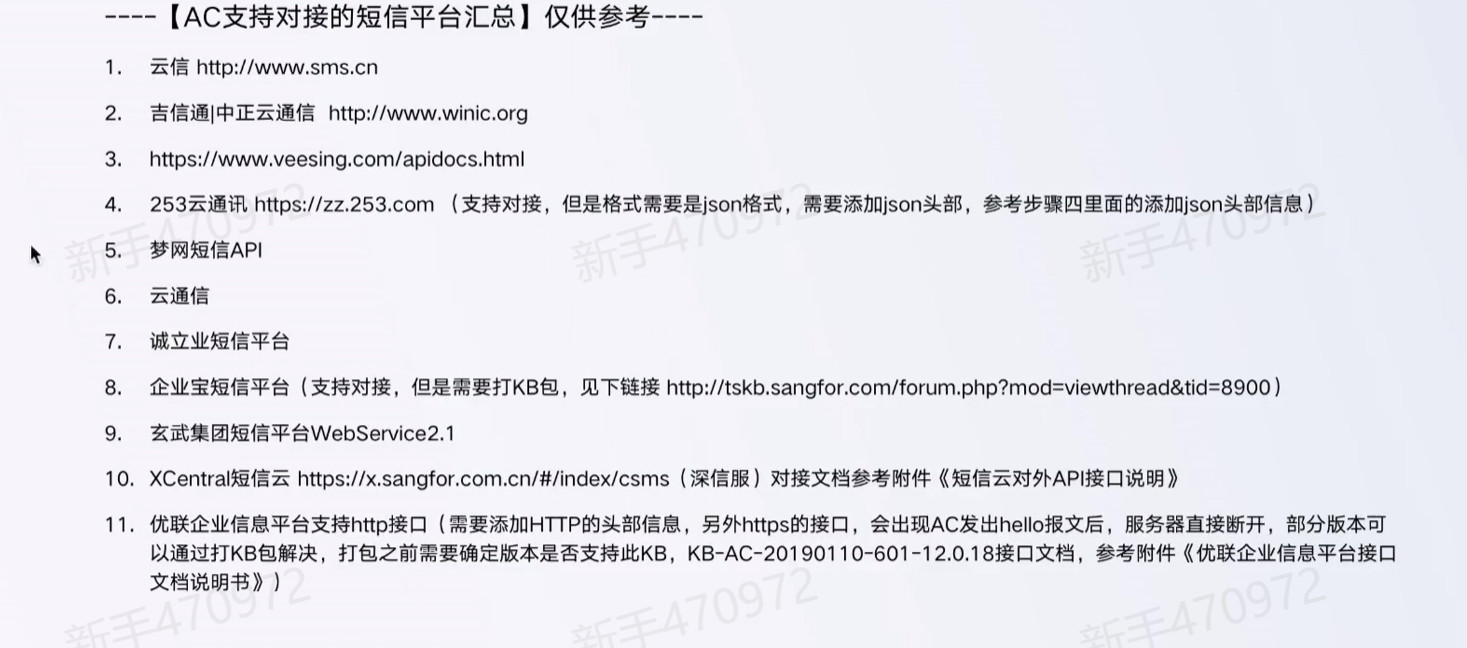 ----【AC支持对接的短信平台汇总】仅供参考----
1. 云信 http://www.sms.cn
2. 吉信通|中正云通信 http://www.winic.org
3. https://www.veesing.com/apidocs.html
4. 253云通讯 https://zz.253.com （支持对接，但是格式需要是json格式，需要添加json头部，参考步骤四里面的添加json头部信息）
5. 梦网短信API
6. 云通信
7. 诚立业短信平台
8. 企业宝短信平台（支持对接，但是需要打KB包，见下链接 http://tskb.sangfor.com/forum.php?mod=viewthread&tid=8900）
9. 玄武集团短信平台WebService2.1
10. XCentral短信云 https://x.sangfor.com.cn/#/index/csms（深信服）对接文档参考附件《短信云对外API接口说明》
11. 优联企业信息平台支持http接口（需要添加HTTP的头部信息，另外https的接口，会出现AC发出hello报文后，服务器直接断开，部分版本可
以通过打KB包解决，打包之前需要确定版本是否支持此KB，KB-AC-20190110-601-12.0.18接口文档，参考附件《优联企业信息平台接口
文档说明书》）
新手470972
新手470972
新手470972
新手470972
新手470972
新手470972